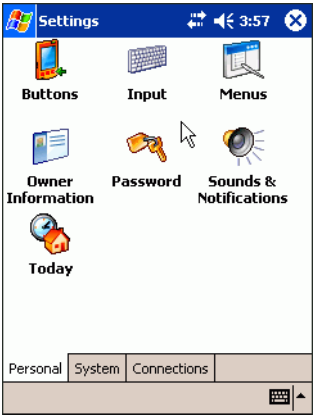 Settings 3:57
Buttons Input Menus
Owner Information Password Sounds & Notifications
Today
Personal System Connections